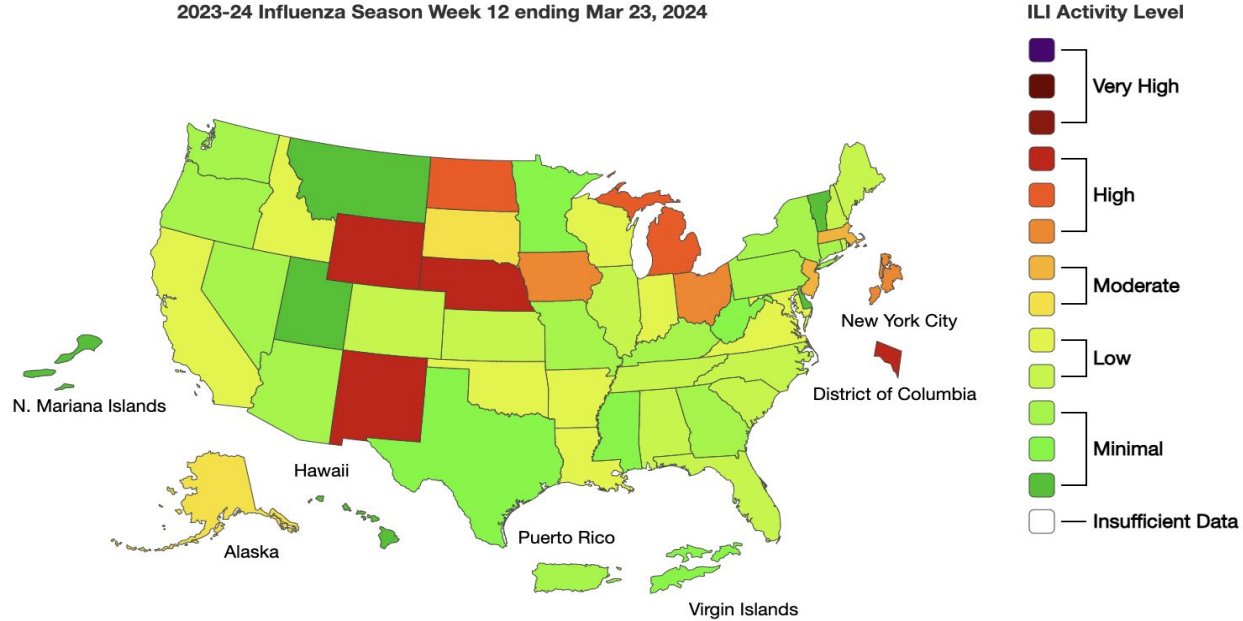 2023-24 Influenza Season Week 12 ending Mar 23, 2024
ILI Activity Level
Very High
High
Moderate
Low
Minimal
Insufficient Data
New York City
District of Columbia
N. Mariana Islands
Hawaii
Alaska
Puerto Rico
Virgin Islands